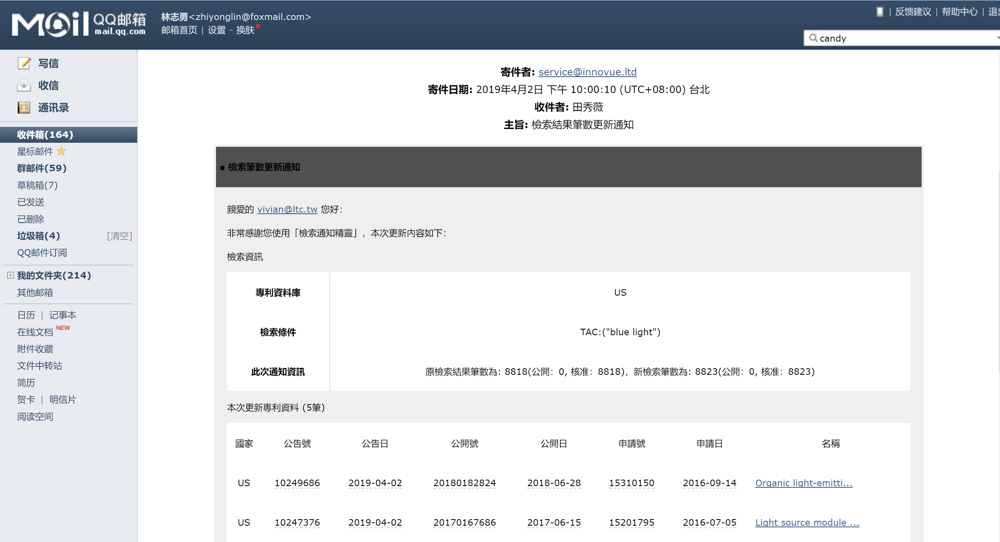 MAil QQ邮箱 mail.qq.com
林志勇<zhiyonglin@foxmail.com>
邮箱首页 | 设置 - 换肤
| 反馈建议 | 帮助中心 |
candy
写信
收信
通讯录
收件箱(164)
星标邮件
群邮件(59)
草稿箱(7)
已发送
已删除
垃圾箱(4) [清空]
QQ邮件订阅
我的文件夹(214)
其他邮箱
日历 | 记事本
在线文档 NEW
附件收藏
文件中转站
简历
贺卡 | 明信片
阅读空间
寄件者: service@innovue.ltd
寄件日期: 2019年4月2日 下午 10:00:10 (UTC+08:00) 台北
收件者: 田秀薇
主旨: 檢索結果筆數更新通知
■ 檢索筆數更新通知
親愛的 vivian@ltc.tw 您好：
非常感謝您使用「檢索通知精靈」，本次更新內容如下：
檢索資訊
專利資料庫 US
檢索條件 TAC:("blue light")
此次通知資訊 原檢索結果筆數為: 8818(公開：0, 核准：8818)，新檢索筆數為: 8823(公開：0, 核准：8823)
本次更新專利資料 (5筆)
國家 公告號 公告日 公開號 公開日 申請號 申請日 名稱
US 10249686 2019-04-02 20180182824 2018-06-28 15310150 2016-09-14 Organic light-emitti...
US 10247376 2019-04-02 20170167686 2017-06-15 15201795 2016-07-05 Light source module ...